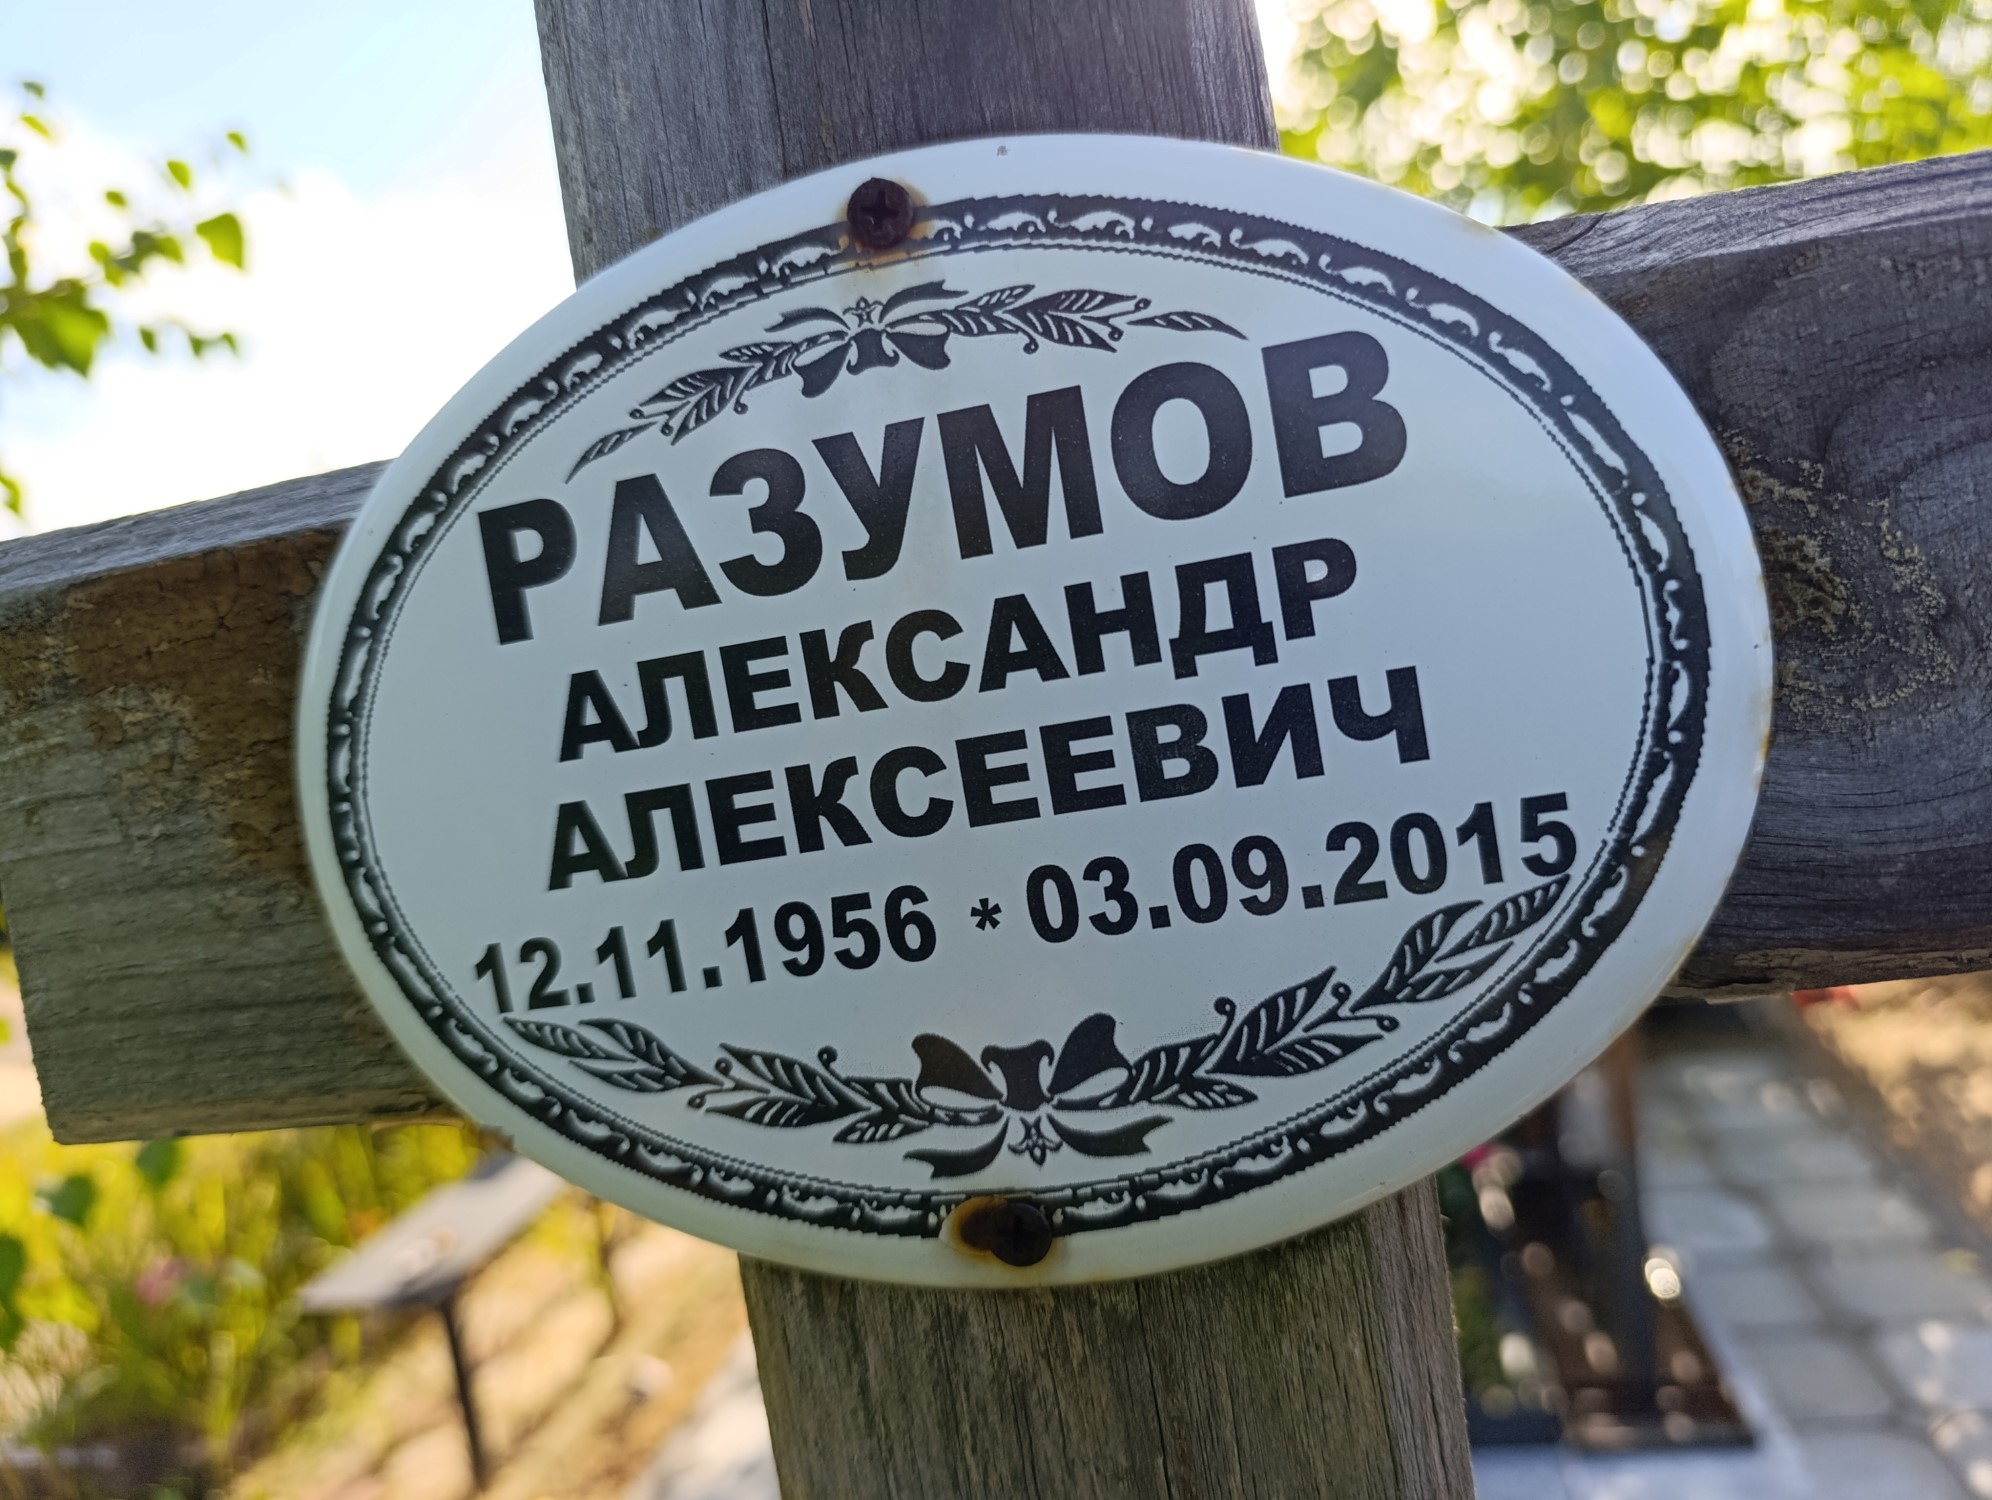 РАЗУМОВ
АЛЕКСАНДР
АЛЕКСЕЕВИЧ
12.11.1956 * 03.09.2015